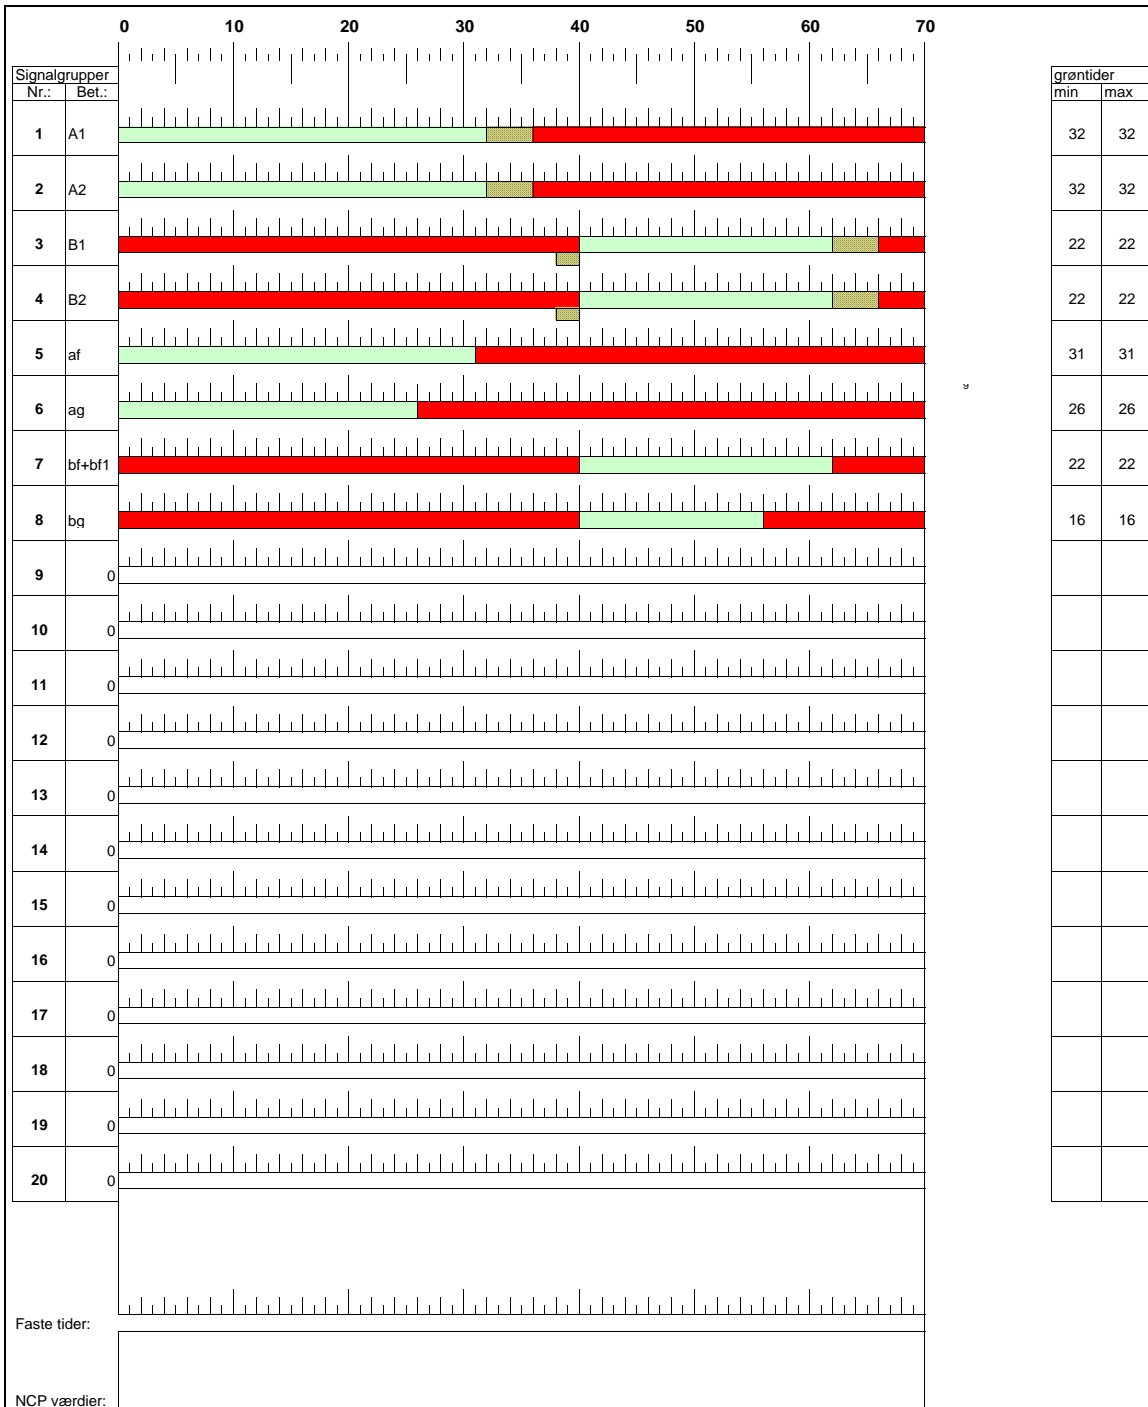 0 10 20 30 40 50 60 70
Signalgrupper grøntider
Nr.: Bet.: min max
1 A1 32 32
2 A2 32 32
3 B1 22 22
4 B2 22 22
5 af 31 31
6 ag 26 26
7 bf+bf1 22 22
8 bg 16 16
9 0
10 0
11 0
12 0
13 0
14 0
15 0
16 0
17 0
18 0
19 0
20 0
Faste tider:
NCP værdier: